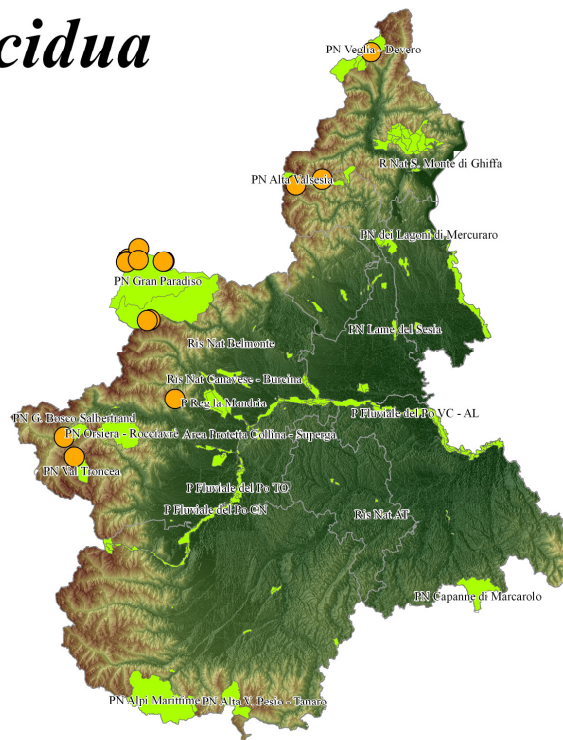 cidua
PN Veglia - Devero
R Nat S. Monte di Ghiffa
PN Alta Valsesia
PN dei Lagoni di Mercuraro
PN Gran Paradiso
PN Lame del Sesia
Ris Nat Belmonte
Ris Nat Canavese - Burcina
P Reg la Mandria
P Fluviale del Po VC - AL
PN G. Bosco Salbertrand
PN Orsiera - Rocciavrè
Area Protetta Collina - Superga
PN Val Troncea
P Fluviale del Po TO
P Fluviale del Po CN
Ris Nat AT
PN Capanne di Marcarolo
PN Alpi Marittime
PN Alta V. Pesio - Tanaro